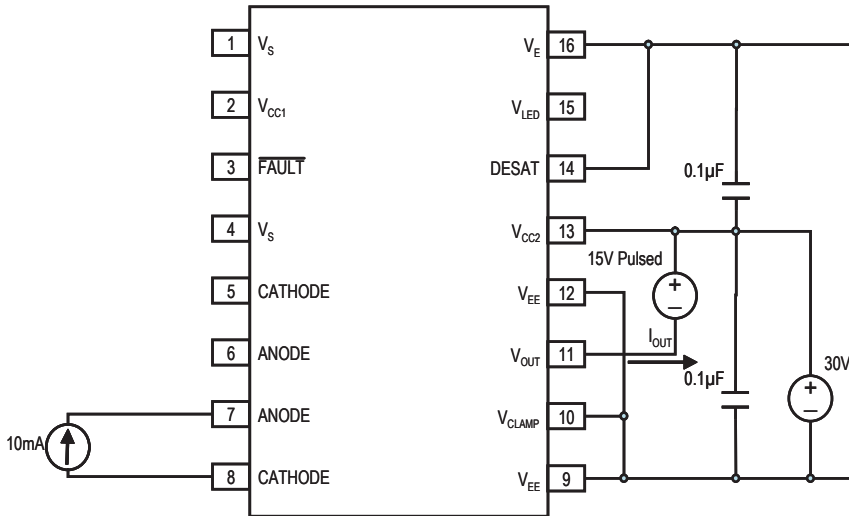 1 V_S
V_E 16
2 V_CC1
V_LED 15
3 FAULT
DESAT 14
0.1µF
4 V_S
V_CC2 13
15V Pulsed
+
−
5 CATHODE
V_EE 12
6 ANODE
V_OUT 11
I_OUT
0.1µF
30V
+
−
7 ANODE
V_CLAMP 10
10mA
8 CATHODE
V_EE 9